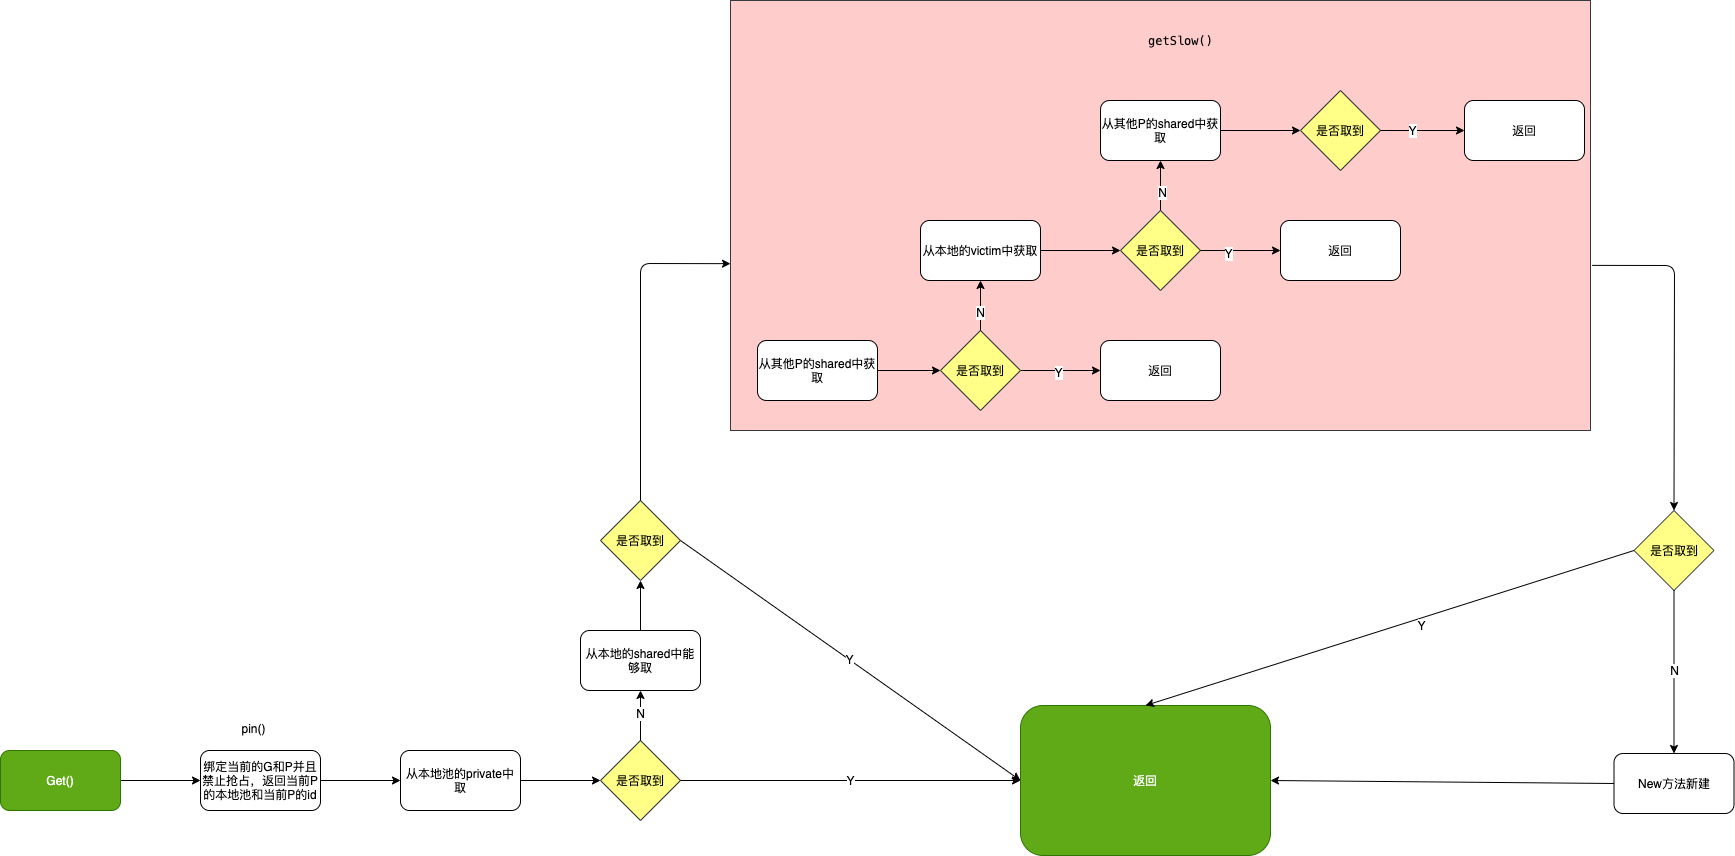 getSlow()
从其他P的shared中获
取
是否取到
Y
返回
N
从本地的victim中获取
是否取到
Y
返回
N
从其他P的shared中获
取
是否取到
Y
返回
是否取到
是否取到
Y
Y
从本地的shared中能
够取
N
N
pin()
Get()
绑定当前的G和P并且
禁止抢占，返回当前P
的本地池和当前P的id
从本地池的private中
取
是否取到
Y
返回
New方法新建